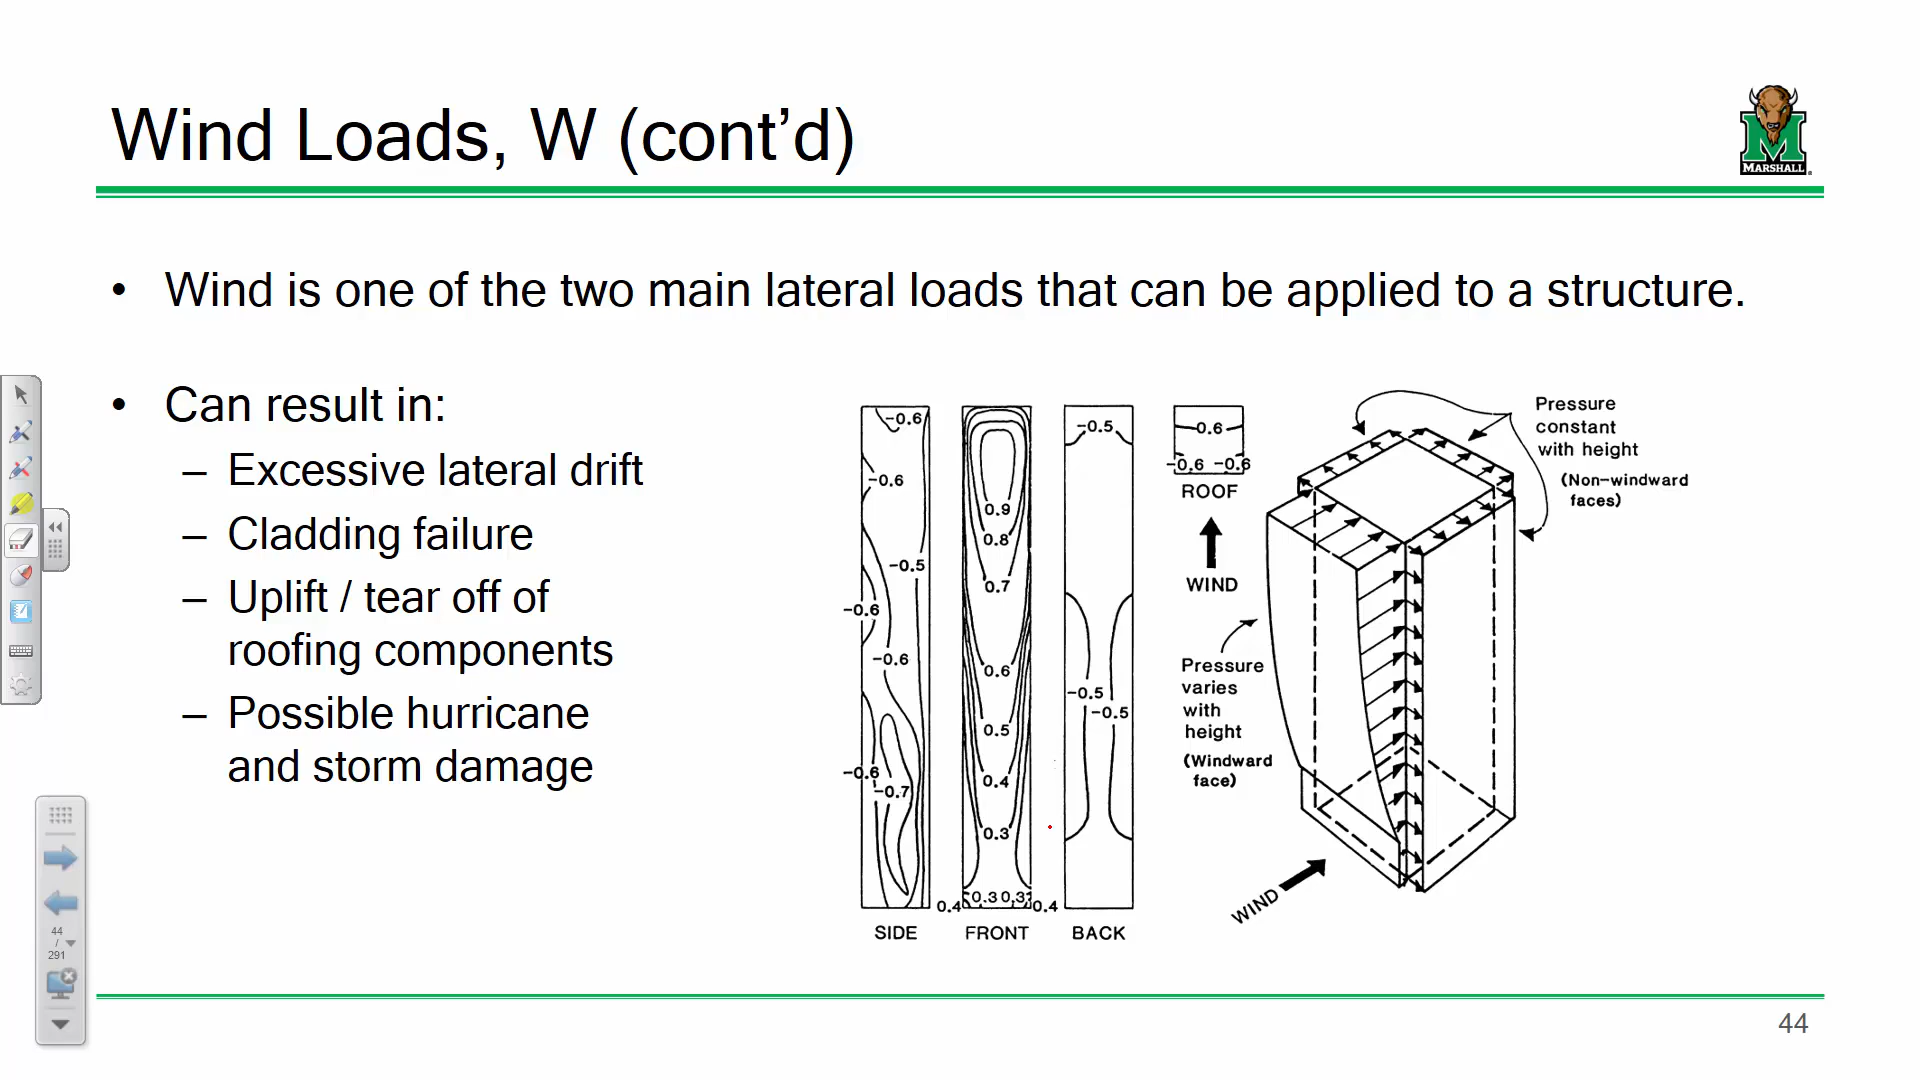 Wind Loads, W (cont’d)
MARSHALL
• Wind is one of the two main lateral loads that can be applied to a structure.
• Can result in:
– Excessive lateral drift
– Cladding failure
– Uplift / tear off of
roofing components
– Possible hurricane
and storm damage
-0.6
-0.6
-0.5
-0.6
-0.6
-0.6
-0.7
SIDE
0.9
0.8
0.7
0.6
0.5
0.4
0.3
0.4
0.3
0.3
0.4
FRONT
-0.5
-0.5
-0.5
BACK
-0.6
-0.6
-0.6
ROOF
WIND
Pressure
varies
with
height
(Windward
face)
Pressure
constant
with height
(Non-windward
faces)
WIND
44
/
291
44